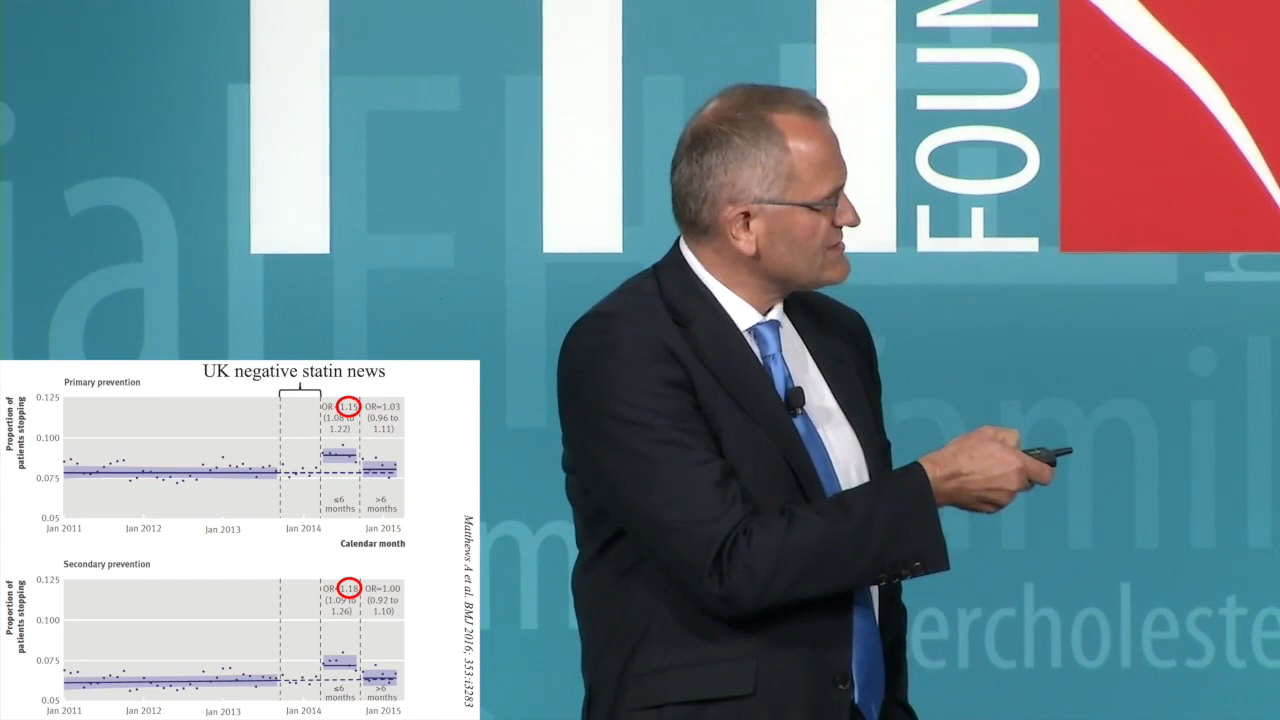 FOUN
ial FH
amil
m
ercholeste
UK negative statin news
Primary prevention
Proportion of
patients stopping
0.125
0.100
0.075
0.05
OR=1.15
(1.08 to
1.22)
OR=1.03
(0.96 to
1.11)
≤6
months
>6
months
Jan 2011
Jan 2012
Jan 2013
Jan 2014
Jan 2015
Calendar month
Secondary prevention
Proportion of
patients stopping
0.125
0.100
0.075
0.05
OR=1.18
(1.09 to
1.26)
OR=1.00
(0.92 to
1.10)
≤6
months
>6
months
Jan 2011
Jan 2012
Jan 2013
Jan 2014
Jan 2015
Matthews A et al. BMJ 2016; 353:i3283